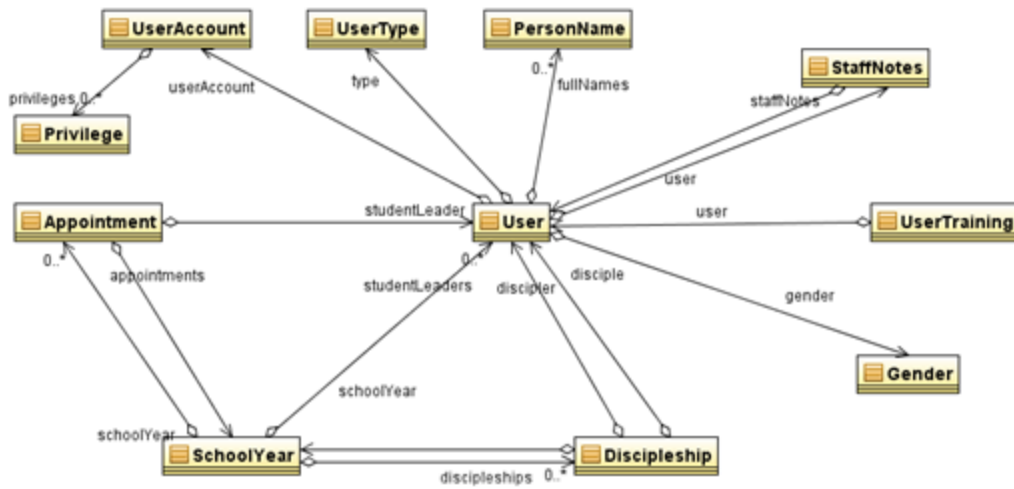 UserAccount
UserType
PersonName
StaffNotes
type
userAccount
0..*
fullNames
privileges 0..*
staffNotes
Privilege
user
Appointment
studentLeader
User
user
UserTraining
0..*
appointments
0..*
studentLeaders
discipler
disciple
gender
Gender
schoolYear
schoolYear
SchoolYear
Discipleship
discipleships
0..*